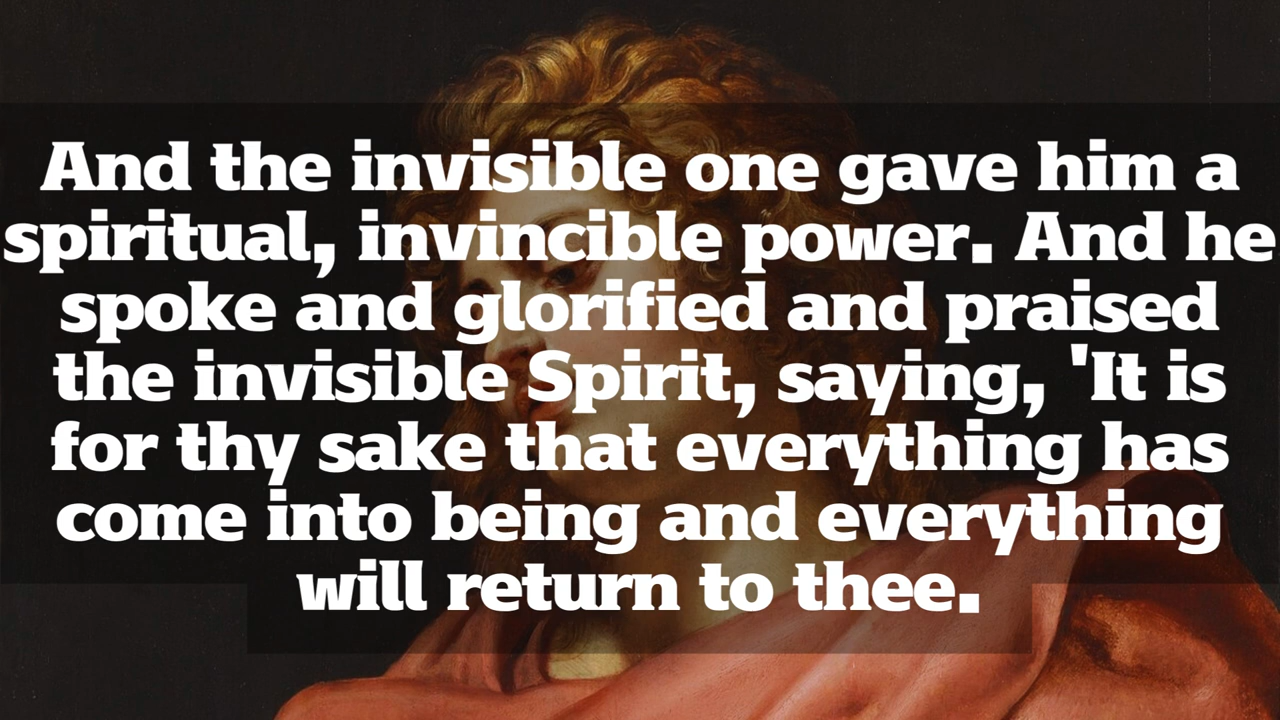 And the invisible one gave him a
spiritual, invincible power. And he
spoke and glorified and praised
the invisible Spirit, saying, 'It is
for thy sake that everything has
come into being and everything
will return to thee.